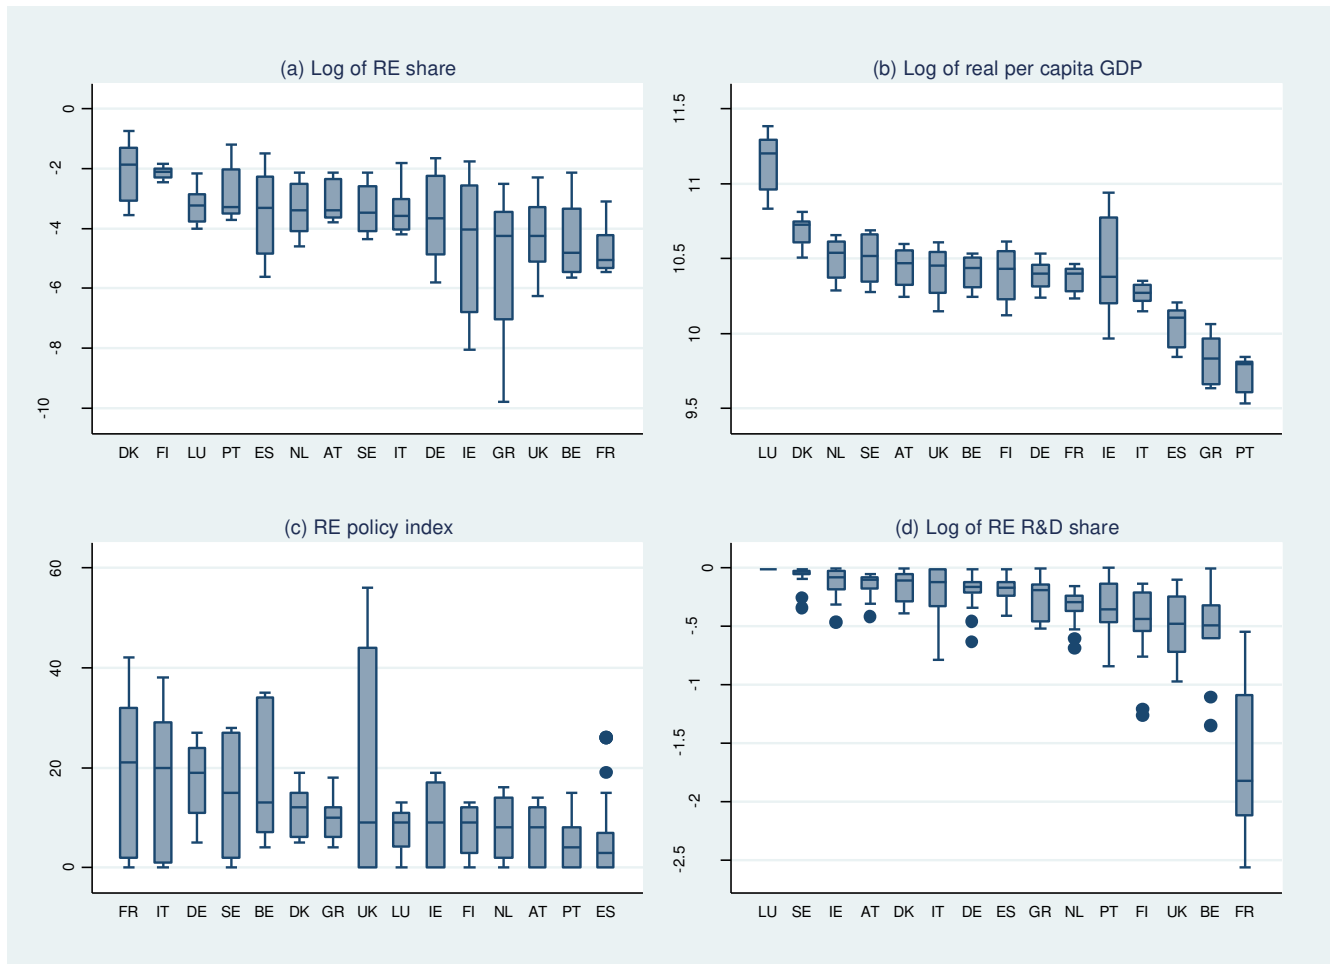 (a) Log of RE share
0
-2
-4
-6
-8
-10
DK FI LU PT ES NL AT SE IT DE IE GR UK BE FR
(b) Log of real per capita GDP
11.5
11
10.5
10
9.5
LU DK NL SE AT UK BE FI DE FR IE IT ES GR PT
(c) RE policy index
60
40
20
0
FR IT DE SE BE DK GR UK LU IE FI NL AT PT ES
(d) Log of RE R&D share
0
-.5
-1
-1.5
-2
-2.5
LU SE IE AT DK IT DE ES GR NL PT FI UK BE FR